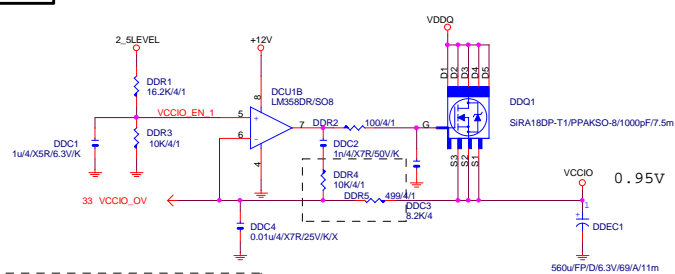 2_5LEVEL
+12V
VDDQ
D1
D2
D3
D4
D5
DDR1
16.2K/4/1
DCU1B
LM358DR/SO8
DDQ1
SiRA18DP-T1/PPAKSO-8/1000pF/7.5m
VCCIO_EN_1
5
8
+
6
-
4
7
DDR2
100/4/1
G
DDC1
1u/4/X5R/6.3V/K
DDR3
10K/4/1
DDC2
1n/4/X7R/50V/K
S3
S2
S1
DDR4
10K/4/1
DDR5
499/4/1
DDC3
8.2K/4
VCCIO
0.95V
33
VCCIO_OV
DDC4
0.01u/4/X7R/25V/K/X
1
+
DDEC1
560u/FP/D/6.3V/69/A/11m